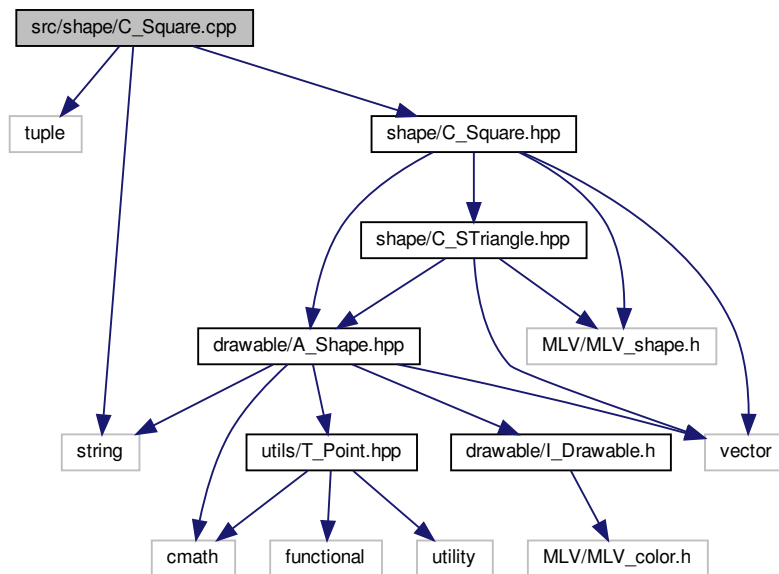 src/shape/C_Square.cpp
tuple
shape/C_Square.hpp
shape/C_STriangle.hpp
drawable/A_Shape.hpp
MLV/MLV_shape.h
string
utils/T_Point.hpp
drawable/I_Drawable.h
vector
cmath
functional
utility
MLV/MLV_color.h